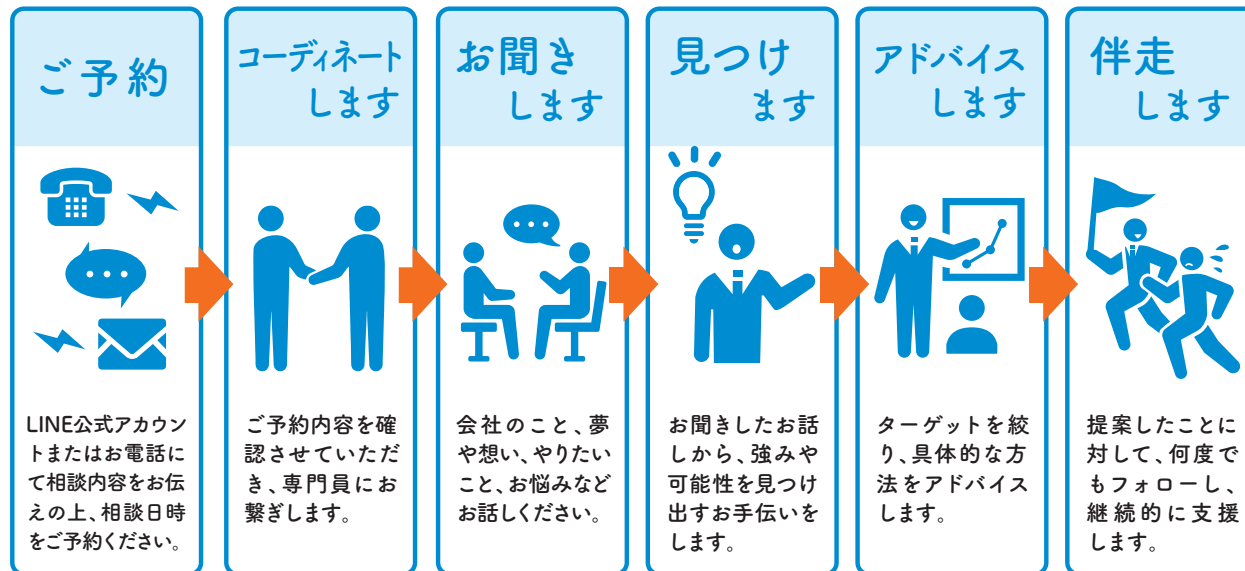 ご予約
LINE公式アカウン
トまたはお電話に
て相談内容をお伝
えの上、相談日時
をご予約ください。
コーディネート
します
ご予約内容を確
認させていただ
き、専門員にお
繋ぎします。
お聞き
します
会社のこと、夢
や想い、やりたい
こと、お悩みなど
お話しください。
見つけ
ます
お聞きしたお話
しから、強みや
可能性を見つけ
出すお手伝いを
します。
アドバイス
します
ターゲットを絞
り、具体的な方
法をアドバイス
します。
伴走
します
提案したことに
対して、何度で
もフォローし、
継続的に支援
します。